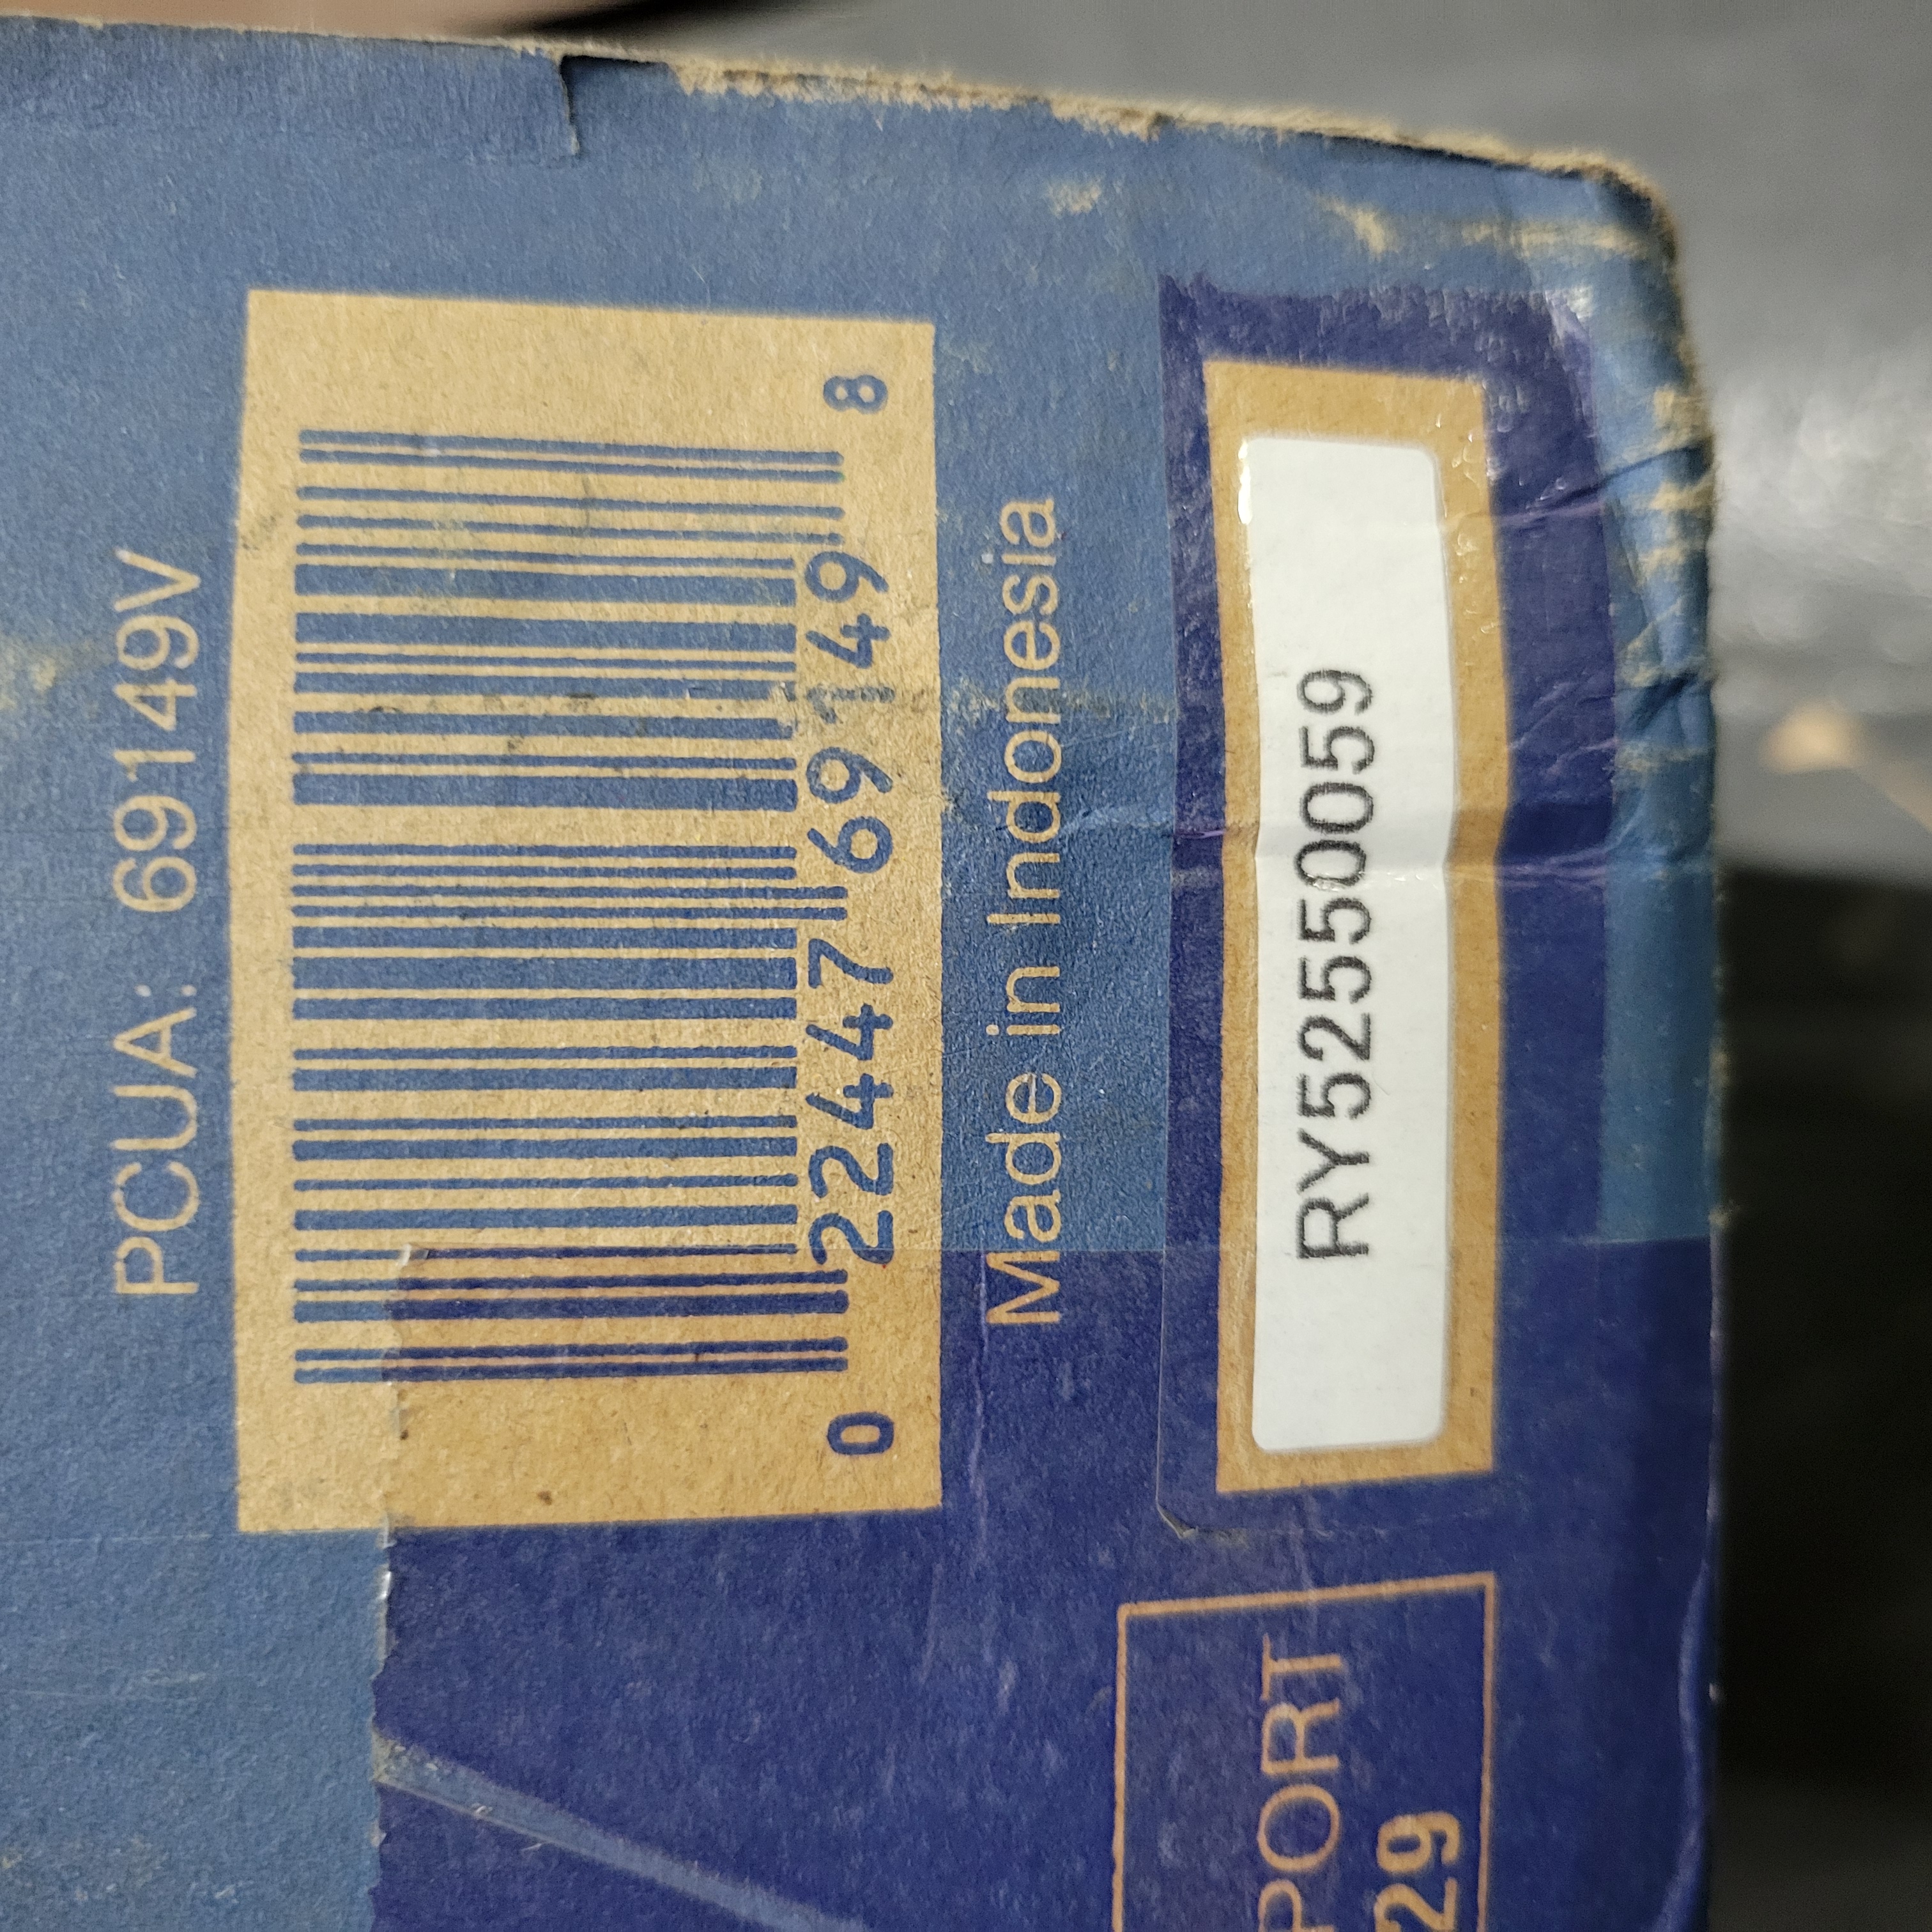 PCUA: 69149V
0 22447 69149 8
Made in Indonesia
RY52550059
PORT
29